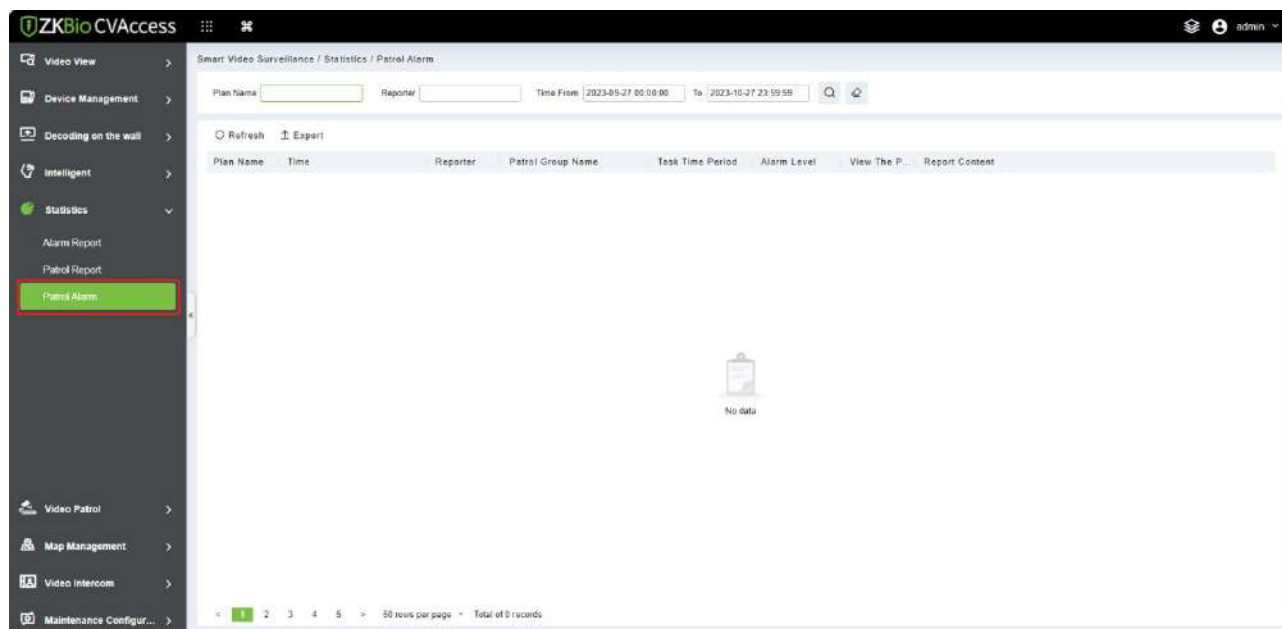 ZKBio CVAccess
admin
Video View
Smart Video Surveillance / Statistics / Patrol Alarm
Device Management
Plan Name Reporter Time From 2023-05-27 00:00:00 To 2023-10-27 23:59:59
Decoding on the wall
Refresh Export
Plan Name Time Reporter Patrol Group Name Task Time Period Alarm Level View The P... Report Content
Intelligent
Statistics
Alarm Report
Patrol Report
Patrol Alarm
No data
Video Patrol
Map Management
Video Intercom
Maintenance Configur...
< 1 2 3 4 5 > 50 rows per page Total of 0 records